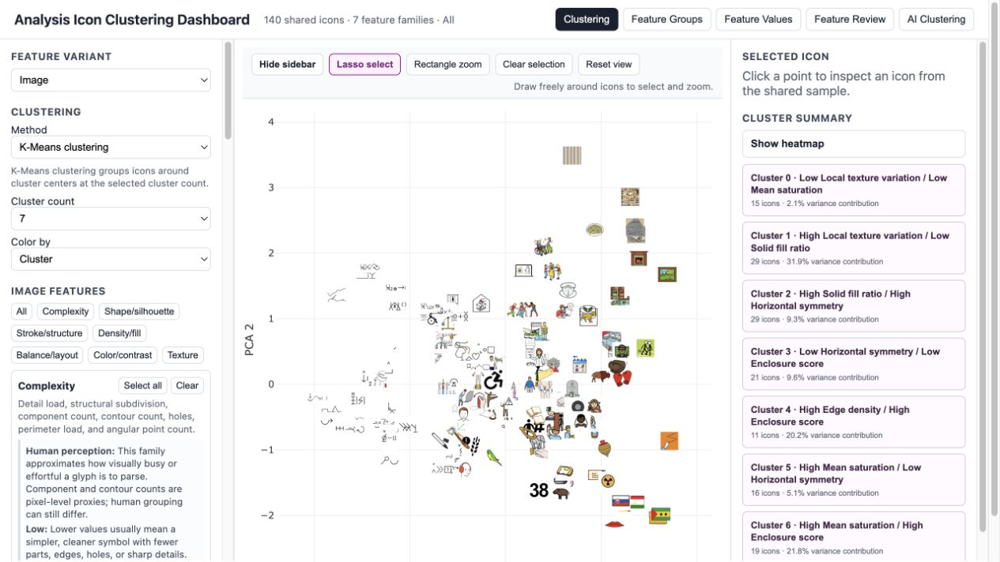 Analysis Icon Clustering Dashboard
140 shared icons · 7 feature families · All
Clustering
Feature Groups
Feature Values
Feature Review
AI Clustering
FEATURE VARIANT
Image
CLUSTERING
Method
K-Means clustering
K-Means clustering groups icons around
cluster centers at the selected cluster count.
Cluster count
7
Color by
Cluster
IMAGE FEATURES
All
Complexity
Shape/silhouette
Stroke/structure
Density/fill
Balance/layout
Color/contrast
Texture
Complexity
Select all
Clear
Detail load, structural subdivision,
component count, contour count, holes,
perimeter load, and angular point count.
Human perception: This family
approximates how visually busy or
effortful a glyph is to parse.
Component and contour counts are
pixel-level proxies; human grouping
can still differ.
Low: Lower values usually mean a
simpler, cleaner symbol with fewer
parts, edges, holes, or sharp details.
Hide sidebar
Lasso select
Rectangle zoom
Clear selection
Reset view
Draw freely around icons to select and zoom.
4
3
2
1
0
−1
−2
PCA 2
38
SELECTED ICON
Click a point to inspect an icon from
the shared sample.
CLUSTER SUMMARY
Show heatmap
Cluster 0 · Low Local texture variation / Low
Mean saturation
15 icons · 2.1% variance contribution
Cluster 1 · High Local texture variation / Low
Solid fill ratio
29 icons · 31.9% variance contribution
Cluster 2 · High Solid fill ratio / High
Horizontal symmetry
29 icons · 9.3% variance contribution
Cluster 3 · Low Horizontal symmetry / Low
Enclosure score
21 icons · 9.6% variance contribution
Cluster 4 · High Edge density / High
Enclosure score
11 icons · 20.2% variance contribution
Cluster 5 · High Mean saturation / Low
Horizontal symmetry
16 icons · 5.1% variance contribution
Cluster 6 · High Mean saturation / High
Enclosure score
19 icons · 21.8% variance contribution